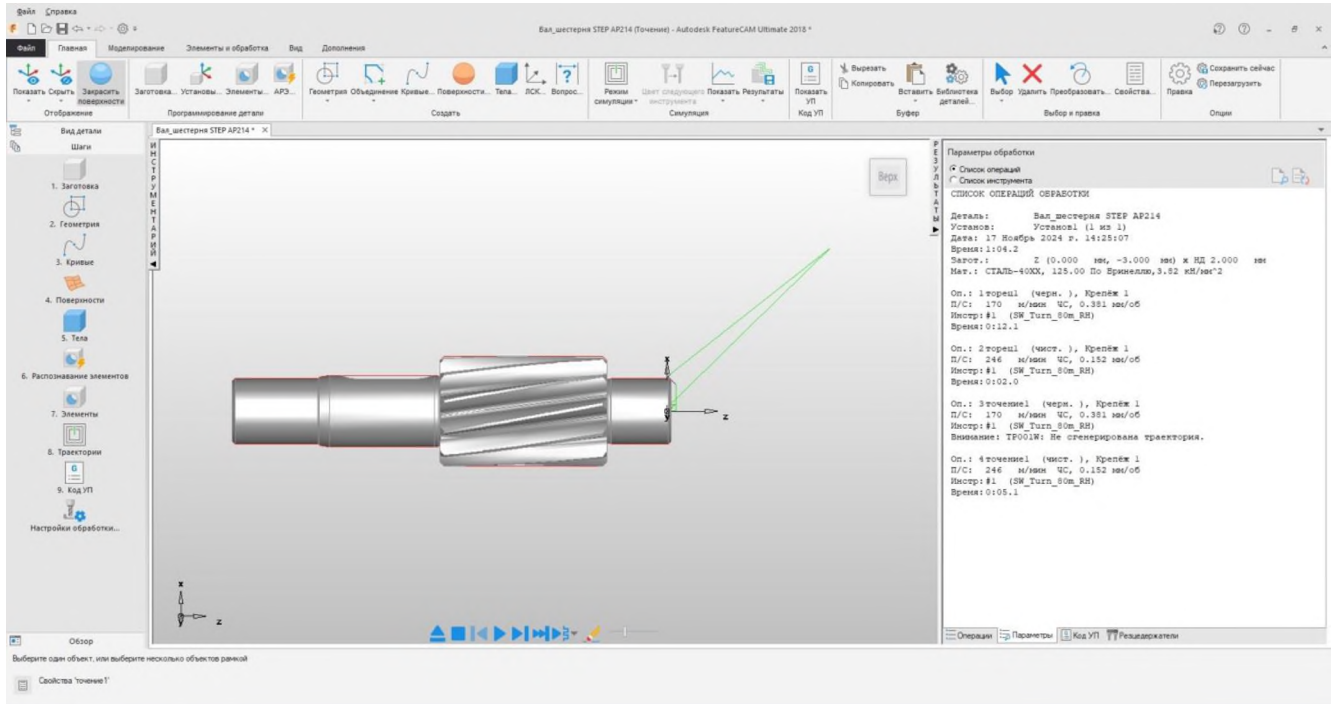 Файл Справка
Вал_шестерня STEP AP214 (Точение) - Autodesk FeatureCAM Ultimate 2018 *
Файл Главная Моделирование Элементы и обработка Вид Дополнения
Показать Скрыть Закрасить поверхности
Отображение
Заготовка... Установы... Элементы... АРЭ...
Программирование детали
Геометрия Объединение Кривые... Поверхности... Тела... ЛСК... Вопрос...
Создать
Режим симуляции Цвет следующего инструмента Показать Результаты
Симуляция
Показать УП
Код УП
Вырезать
Копировать
Вставить Библиотека деталей...
Буфер
Выбор Удалить Преобразовать... Свойства...
Выбор и правка
Правка
Сохранить сейчас
Перезагрузить
Опции
Вид детали
Шаги
1. Заготовка
2. Геометрия
3. Кривые
4. Поверхности
5. Тела
6. Распознавание элементов
7. Элементы
8. Траектории
9. Код УП
Настройки обработки...
Обзор
Вал_шестерня STEP AP214 *
ИНСТРУМЕНТАРИЙ
Верх
x
y
z
x
y
z
РЕЗУЛЬТАТЫ
Параметры обработки
Список операций
Список инструмента
СПИСОК ОПЕРАЦИЙ ОБРАБОТКИ
Деталь: Вал_шестерня STEP AP214
Установ: Установ1 (1 из 1)
Дата: 17 Ноябрь 2024 г. 14:25:07
Время: 1:04.2
Загот.: Z (0.000 мм, -3.000 мм) x НД 2.000 мм
Мат.: СТАЛЬ-40ХХ, 125.00 По Бринеллю,3.82 кН/мм^2
Оп.: 1торец1 (черн. ), Крепёж 1
П/С: 170 м/мин ЧС, 0.381 мм/об
Инстр:#1 (SW_Turn_80m_RH)
Время:0:12.1
Оп.: 2торец1 (чист. ), Крепёж 1
П/С: 246 м/мин ЧС, 0.152 мм/об
Инстр:#1 (SW_Turn_80m_RH)
Время:0:02.0
Оп.: 3точение1 (черн. ), Крепёж 1
П/С: 170 м/мин ЧС, 0.381 мм/об
Инстр:#1 (SW_Turn_80m_RH)
Внимание: TP001W: Не сгенерирована траектория.
Оп.: 4точение1 (чист. ), Крепёж 1
П/С: 246 м/мин ЧС, 0.152 мм/об
Инстр:#1 (SW_Turn_80m_RH)
Время:0:05.1
Операции Параметры Код УП Резцедержатели
Выберите один объект, или выберите несколько объектов рамкой
Свойства 'точение1'